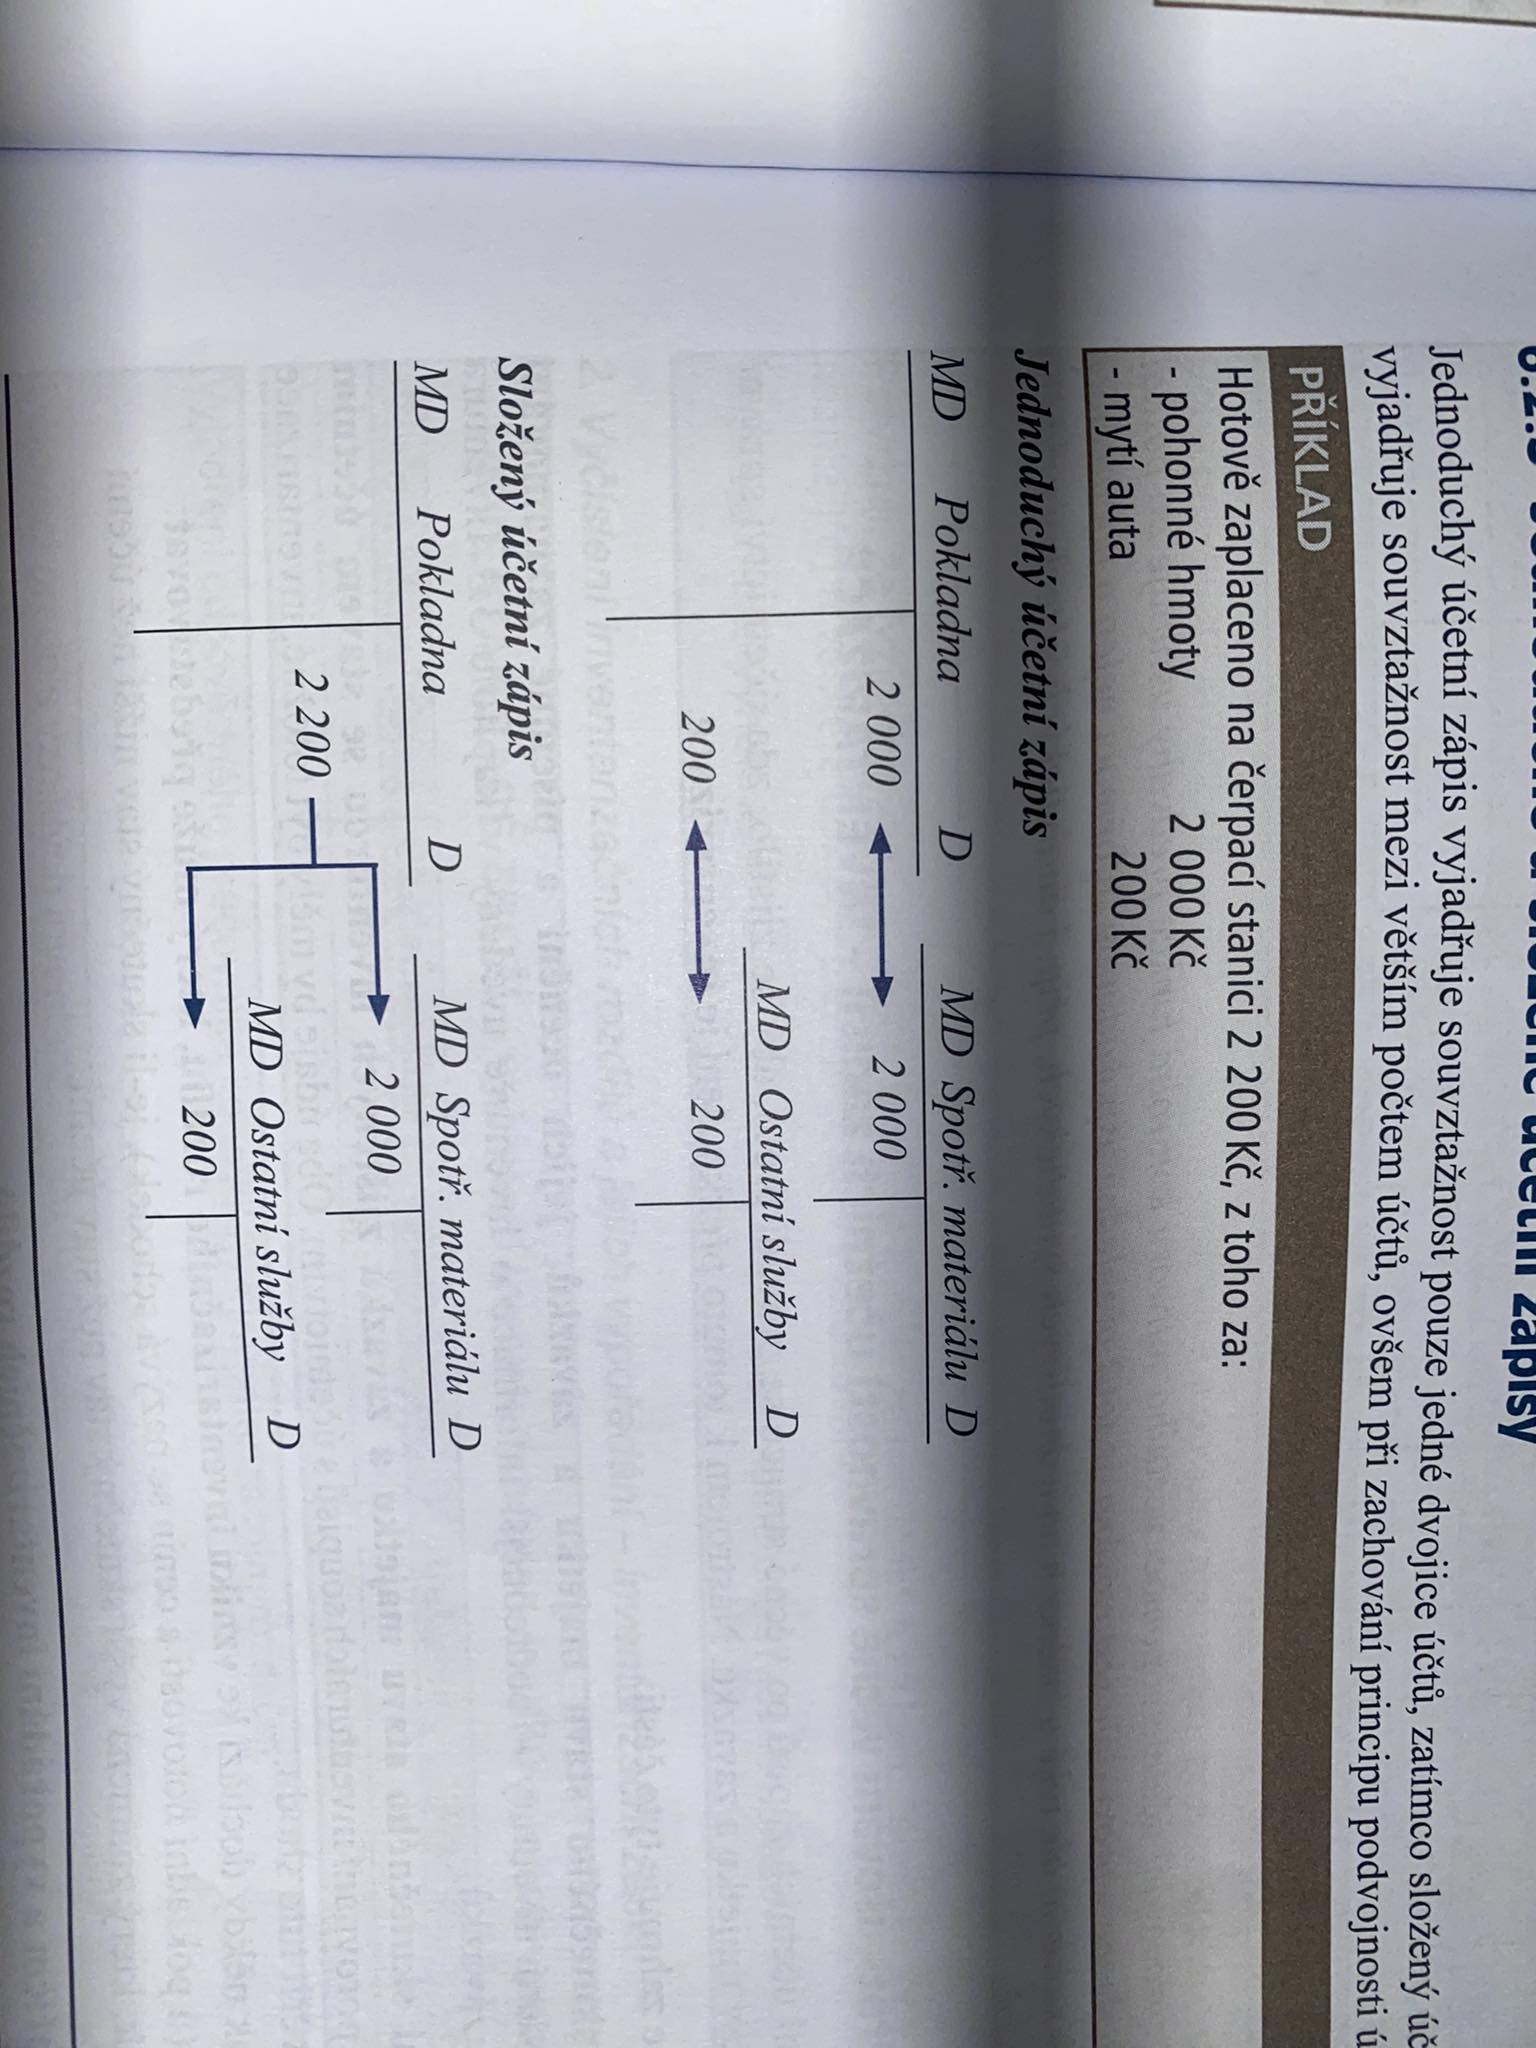 účetní zápisy
Jednoduchý účetní zápis vyjadřuje souvztažnost pouze jedné dvojice účtů, zatímco složený úč
vyjadřuje souvztažnost mezi větším počtem účtů, ovšem při zachování principu podvojnosti ú
PŘÍKLAD
Hotově zaplaceno na čerpací stanici 2 200 Kč, z toho za:
- pohonné hmoty 2 000 Kč
- mytí auta 200 Kč
Jednoduchý účetní zápis
MD Pokladna D MD Spotř. materiálu D
2 000 2 000
MD Ostatní služby D
200 200
Složený účetní zápis
MD Pokladna D MD Spotř. materiálu D
2 000
2 200
MD Ostatní služby D
200